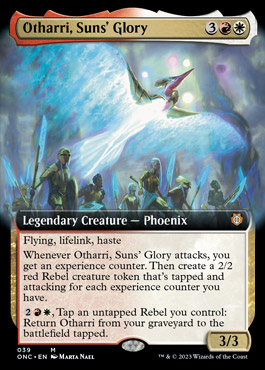 Otharri, Suns' Glory 3
Legendary Creature — Phoenix
Flying, lifelink, haste
Whenever Otharri, Suns' Glory attacks, you
get an experience counter. Then create a 2/2
red Rebel creature token that's tapped and
attacking for each experience counter you
have.
2, Tap an untapped Rebel you control:
Return Otharri from your graveyard to the
battlefield tapped.
3/3
039 M
ONC • EN MARTA NAEL
™ & © 2023 Wizards of the Coast